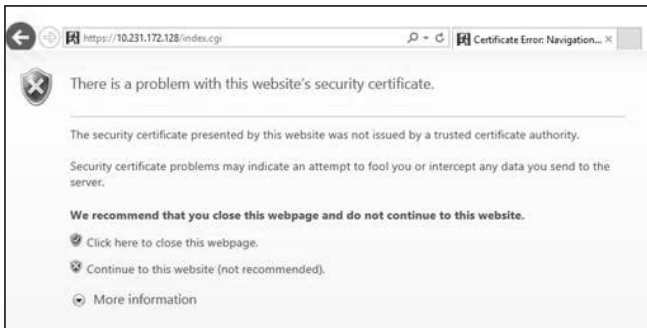 https://10.231.172.128/index.cgi
Certificate Error: Navigation...
There is a problem with this website's security certificate.
The security certificate presented by this website was not issued by a trusted certificate authority.
Security certificate problems may indicate an attempt to fool you or intercept any data you send to the
server.
We recommend that you close this webpage and do not continue to this website.
Click here to close this webpage.
Continue to this website (not recommended).
More information